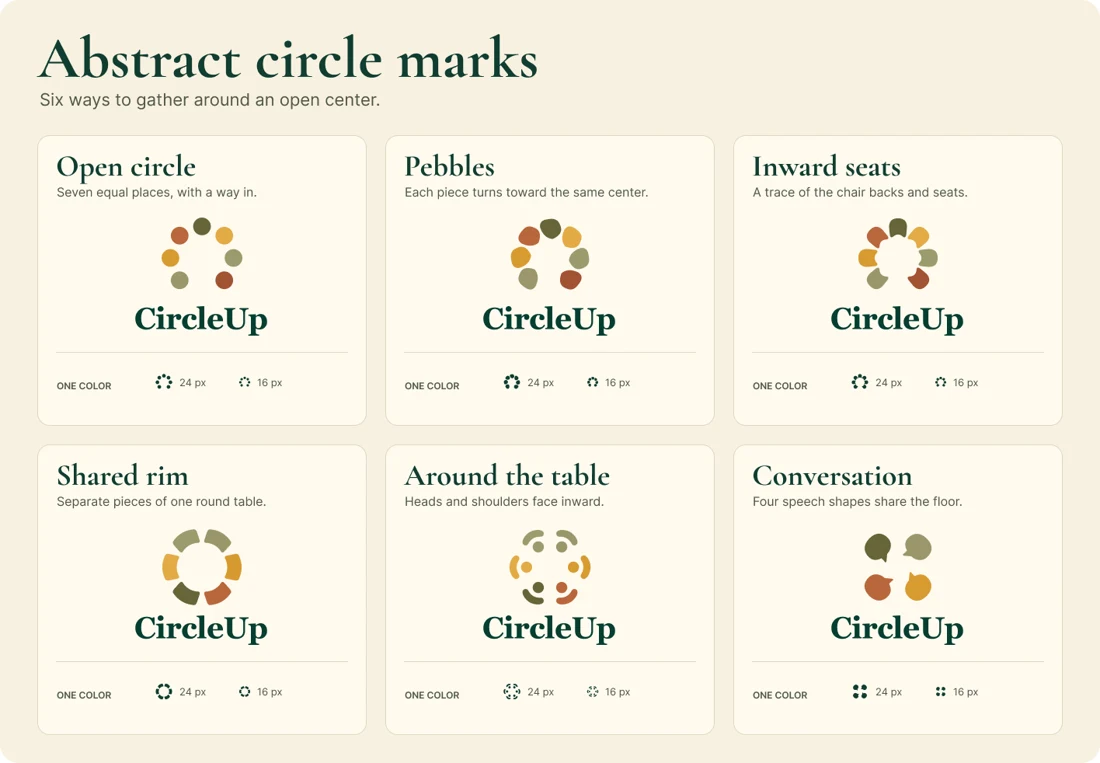 Abstract circle marks
Six ways to gather around an open center.
Open circle
Seven equal places, with a way in.
CircleUp
ONE COLOR 24 px 16 px
Pebbles
Each piece turns toward the same center.
CircleUp
ONE COLOR 24 px 16 px
Inward seats
A trace of the chair backs and seats.
CircleUp
ONE COLOR 24 px 16 px
Shared rim
Separate pieces of one round table.
CircleUp
ONE COLOR 24 px 16 px
Around the table
Heads and shoulders face inward.
CircleUp
ONE COLOR 24 px 16 px
Conversation
Four speech shapes share the floor.
CircleUp
ONE COLOR 24 px 16 px